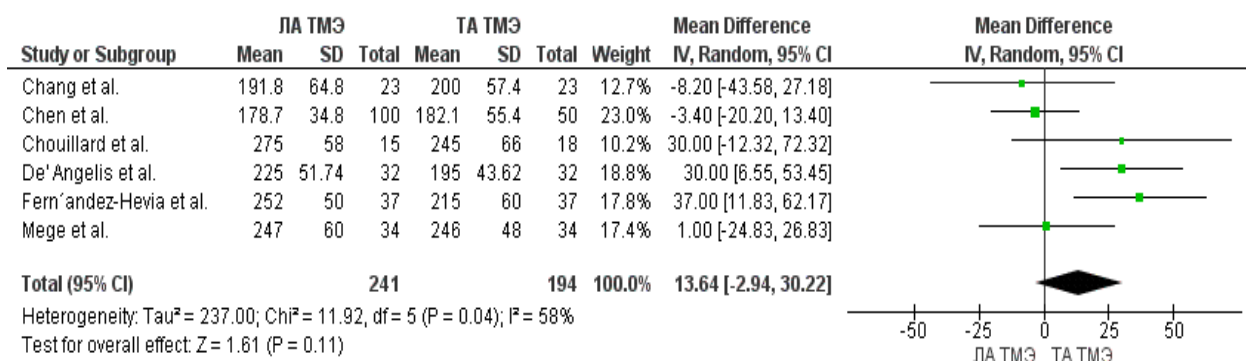 ЛА ТМЭ ТА ТМЭ Mean Difference Mean Difference
Study or Subgroup Mean SD Total Mean SD Total Weight IV, Random, 95% CI IV, Random, 95% CI
Chang et al. 191.8 64.8 23 200 57.4 23 12.7% -8.20 [-43.58, 27.18]
Chen et al. 178.7 34.8 100 182.1 55.4 50 23.0% -3.40 [-20.20, 13.40]
Chouillard et al. 275 58 15 245 66 18 10.2% 30.00 [-12.32, 72.32]
De' Angelis et al. 225 51.74 32 195 43.62 32 18.8% 30.00 [6.55, 53.45]
Fern´andez-Hevia et al. 252 50 37 215 60 37 17.8% 37.00 [11.83, 62.17]
Mege et al. 247 60 34 246 48 34 17.4% 1.00 [-24.83, 26.83]
Total (95% CI) 241 194 100.0% 13.64 [-2.94, 30.22]
Heterogeneity: Tau² = 237.00; Chi² = 11.92, df = 5 (P = 0.04); I² = 58%
Test for overall effect: Z = 1.61 (P = 0.11)
-50 -25 0 25 50
ЛА ТМЭ ТА ТМЭ